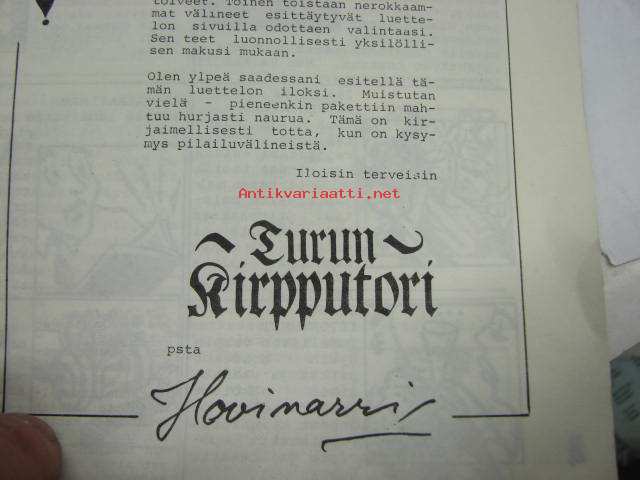 toiveet. Toinen toistaan nerokkaam-
mat välineet esittäytyvät luette-
lon sivuilla odottaen valintaasi.
Sen teet luonnollisesti yksilölli-
sen makusi mukaan.
Olen ylpeä saadessani esitellä tä-
män luettelon iloksi. Muistutan
vielä - pieneenkin pakettiin mah-
tuu hurjasti naurua. Tämä on kir-
jaimellisesti totta, kun on kysy-
mys pilailuvälineistä.
Iloisin terveisin
Antikvariaatti.net
Turun
Kirpputori
psta
Hovinarri